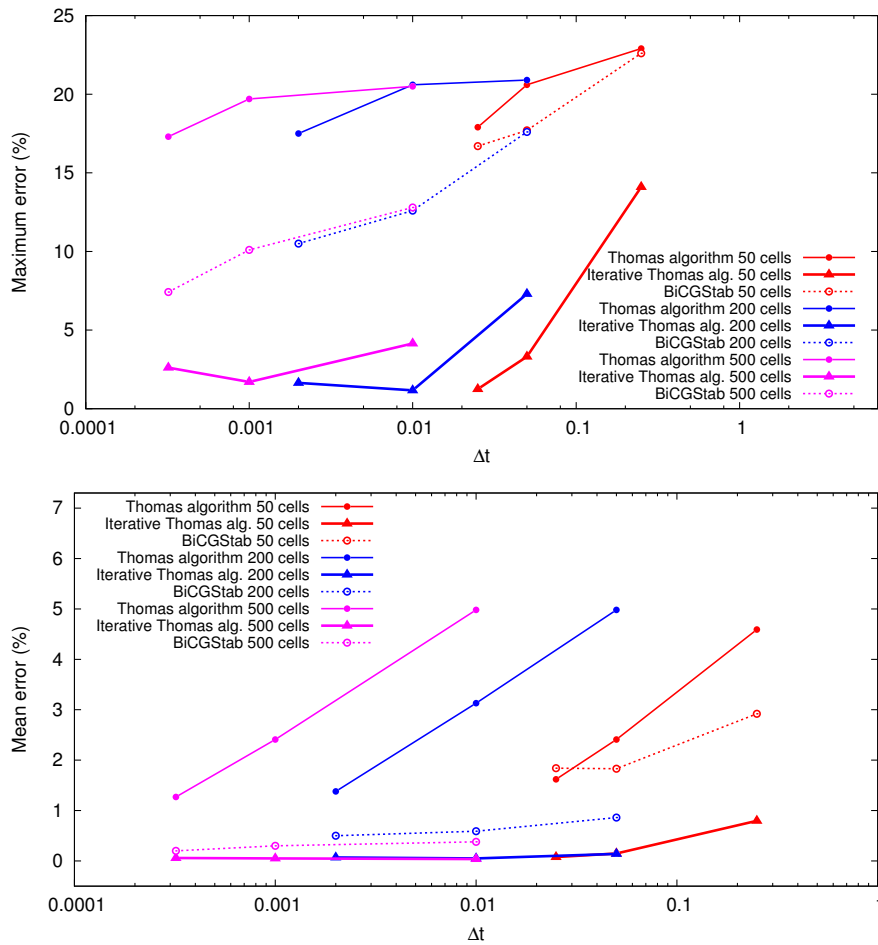 25
20
15
10
5
0
Maximum error (%)
Thomas algorithm 50 cells
Iterative Thomas alg. 50 cells
BiCGStab 50 cells
Thomas algorithm 200 cells
Iterative Thomas alg. 200 cells
BiCGStab 200 cells
Thomas algorithm 500 cells
Iterative Thomas alg. 500 cells
BiCGStab 500 cells
0.0001 0.001 0.01 0.1 1
Δt
7
6
5
4
3
2
1
0
Mean error (%)
Thomas algorithm 50 cells
Iterative Thomas alg. 50 cells
BiCGStab 50 cells
Thomas algorithm 200 cells
Iterative Thomas alg. 200 cells
BiCGStab 200 cells
Thomas algorithm 500 cells
Iterative Thomas alg. 500 cells
BiCGStab 500 cells
0.0001 0.001 0.01 0.1 1
Δt